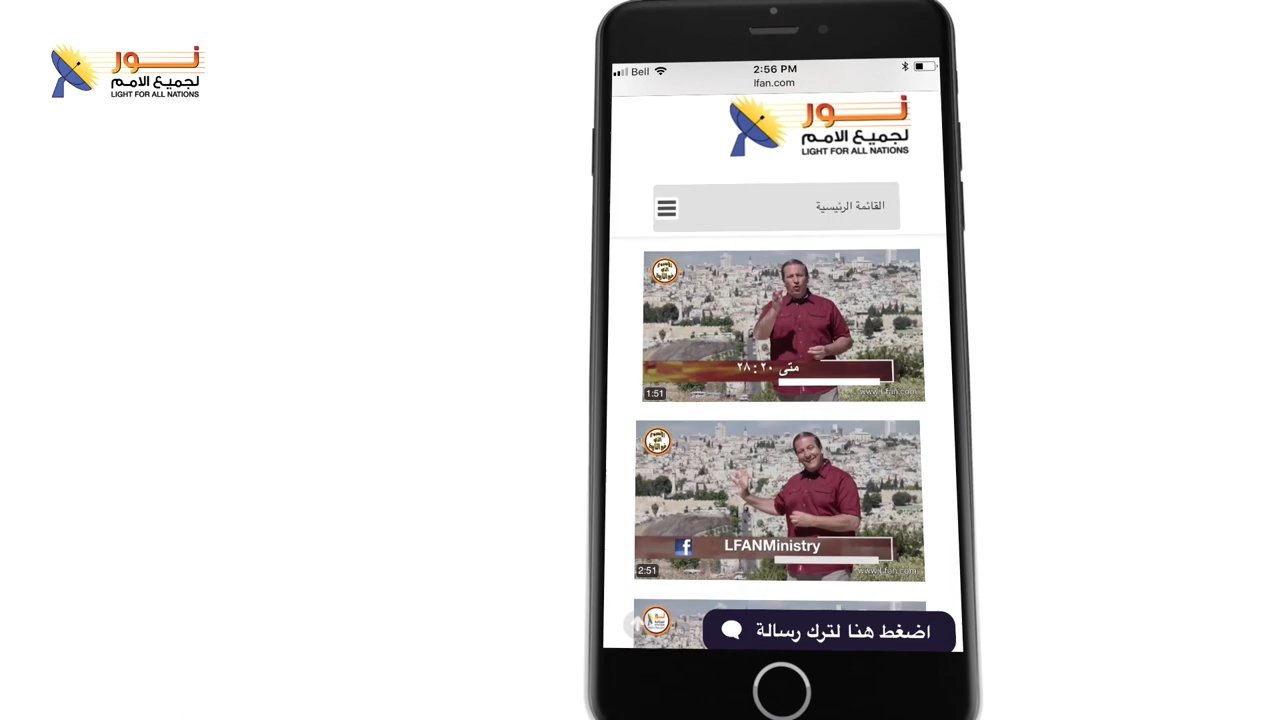 نور
لجميع الامم
LIGHT FOR ALL NATIONS
Bell
2:56 PM
lfan.com
نور
لجميع الامم
LIGHT FOR ALL NATIONS
القائمة الرئيسية
متى ٢٠ : ٢٨
1:51
www.Lfan.com
LFANMinistry
2:51
www.Lfan.com
اضغط هنا لترك رسالة